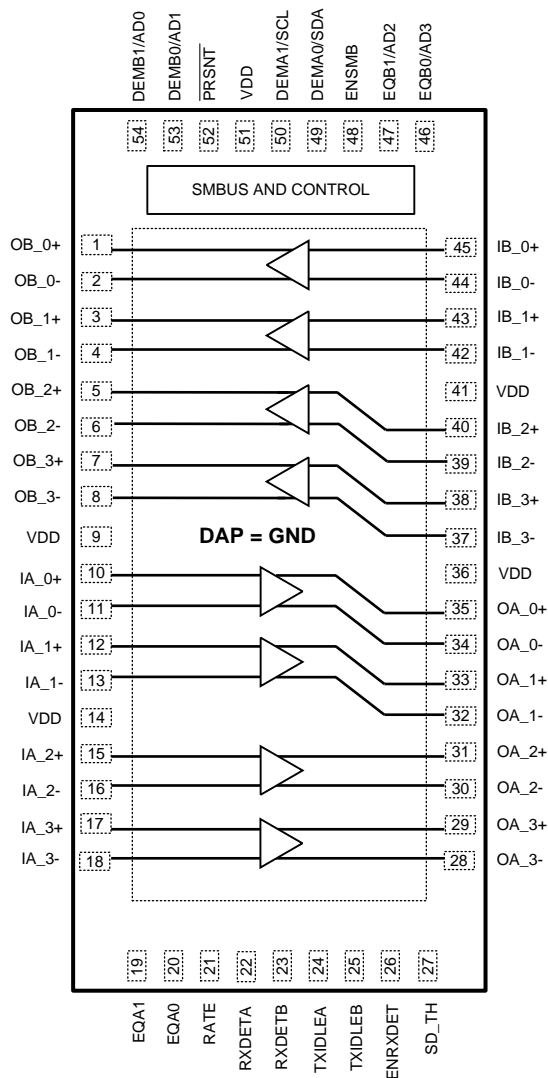 DEMB1/AD0
DEMB0/AD1
PRSNT
VDD
DEMA1/SCL
DEMA0/SDA
ENSMB
EQB1/AD2
EQB0/AD3
54
53
52
51
50
49
48
47
46
SMBUS AND CONTROL
OB_0+ 1 45 IB_0+
OB_0- 2 44 IB_0-
OB_1+ 3 43 IB_1+
OB_1- 4 42 IB_1-
OB_2+ 5 41 VDD
OB_2- 6 40 IB_2+
OB_3+ 7 39 IB_2-
OB_3- 8 38 IB_3+
VDD 9 DAP = GND 37 IB_3-
IA_0+ 10 36 VDD
IA_0- 11 35 OA_0+
IA_1+ 12 34 OA_0-
IA_1- 13 33 OA_1+
VDD 14 32 OA_1-
IA_2+ 15 31 OA_2+
IA_2- 16 30 OA_2-
IA_3+ 17 29 OA_3+
IA_3- 18 28 OA_3-
19
20
21
22
23
24
25
26
27
EQA1
EQA0
RATE
RXDETA
RXDETB
TXIDLEA
TXIDLEB
ENRXDET
SD_TH